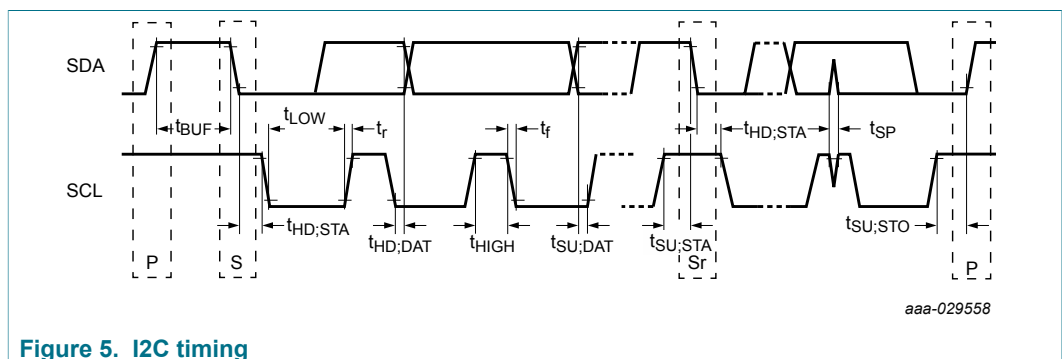 SDA
tBUF
tLOW
tr
tf
tHD;STA
tSP
SCL
tHD;STA
tHD;DAT
tHIGH
tSU;DAT
tSU;STA
tSU;STO
P
S
Sr
P
aaa-029558
Figure 5. I2C timing